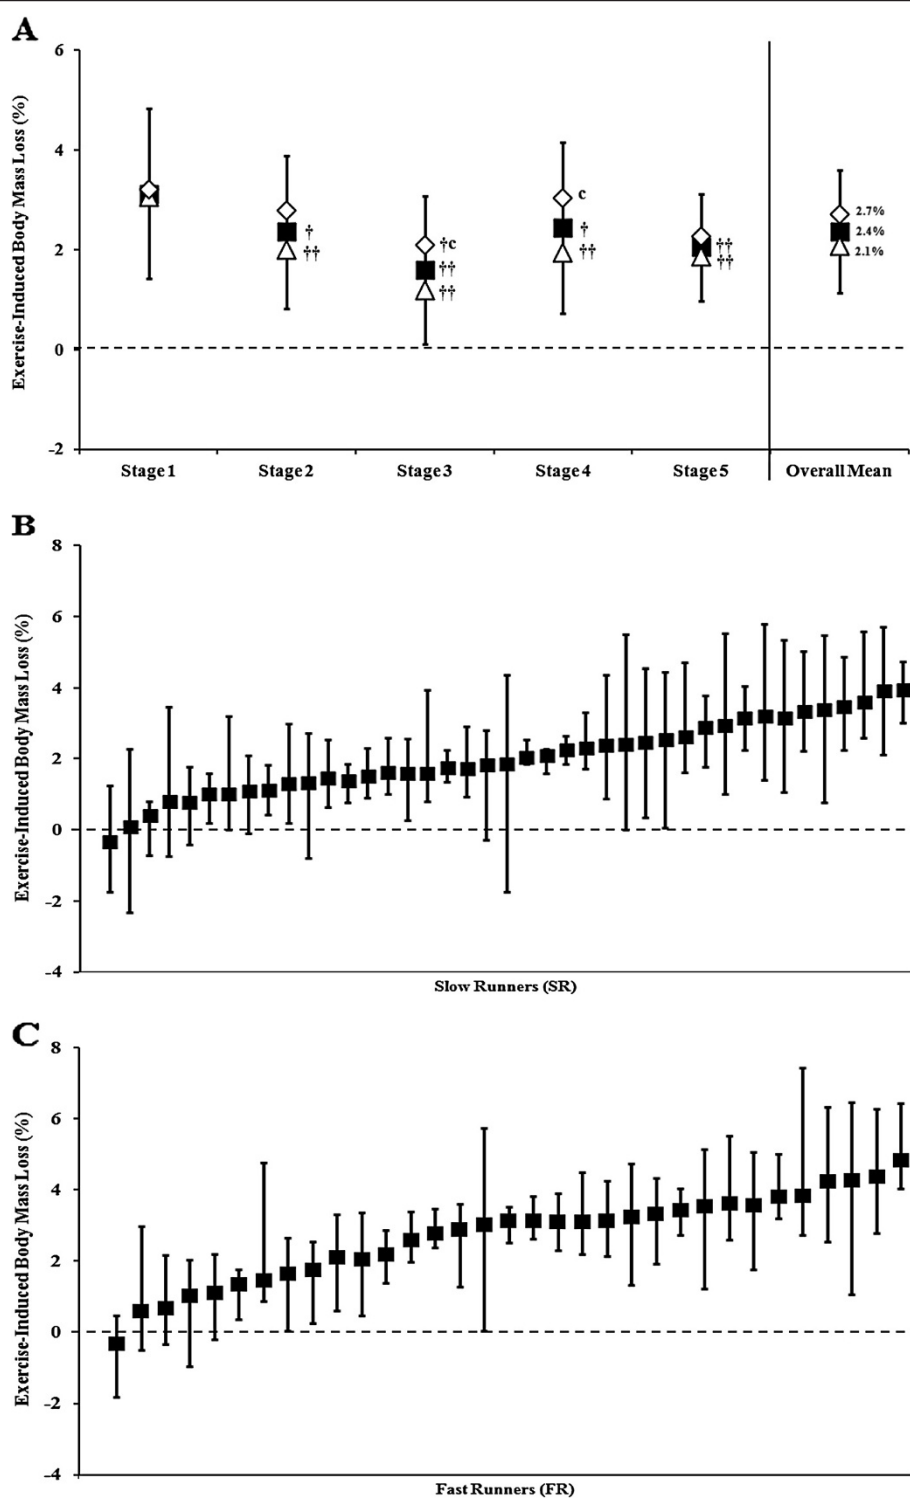 A
Exercise-Induced Body Mass Loss (%)
6
4
2
0
-2
c
†
††
†c
††
††
c
†
††
††
††
2.7%
2.4%
2.1%
Stage 1
Stage 2
Stage 3
Stage 4
Stage 5
Overall Mean
B
Exercise-Induced Body Mass Loss (%)
8
6
4
2
0
-2
-4
Slow Runners (SR)
C
Exercise-Induced Body Mass Loss (%)
8
6
4
2
0
-2
-4
Fast Runners (FR)